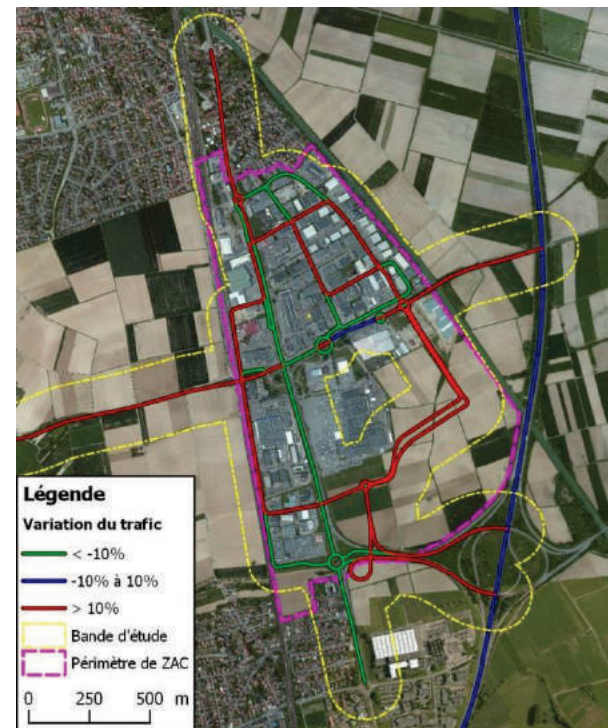 Légende
Variation du trafic
< -10%
-10% à 10%
> 10%
Bande d'étude
Périmètre de ZAC
0 250 500 m